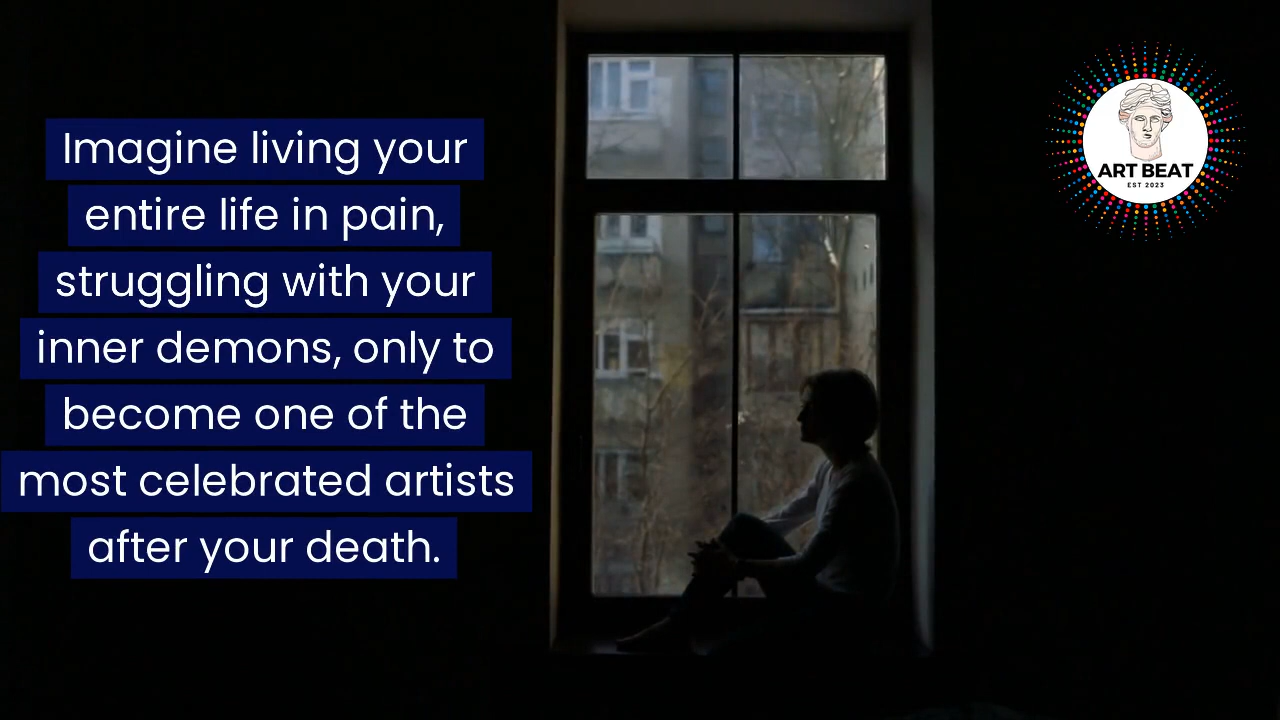 Imagine living your
entire life in pain,
struggling with your
inner demons, only to
become one of the
most celebrated artists
after your death.
ART BEAT
EST 2023